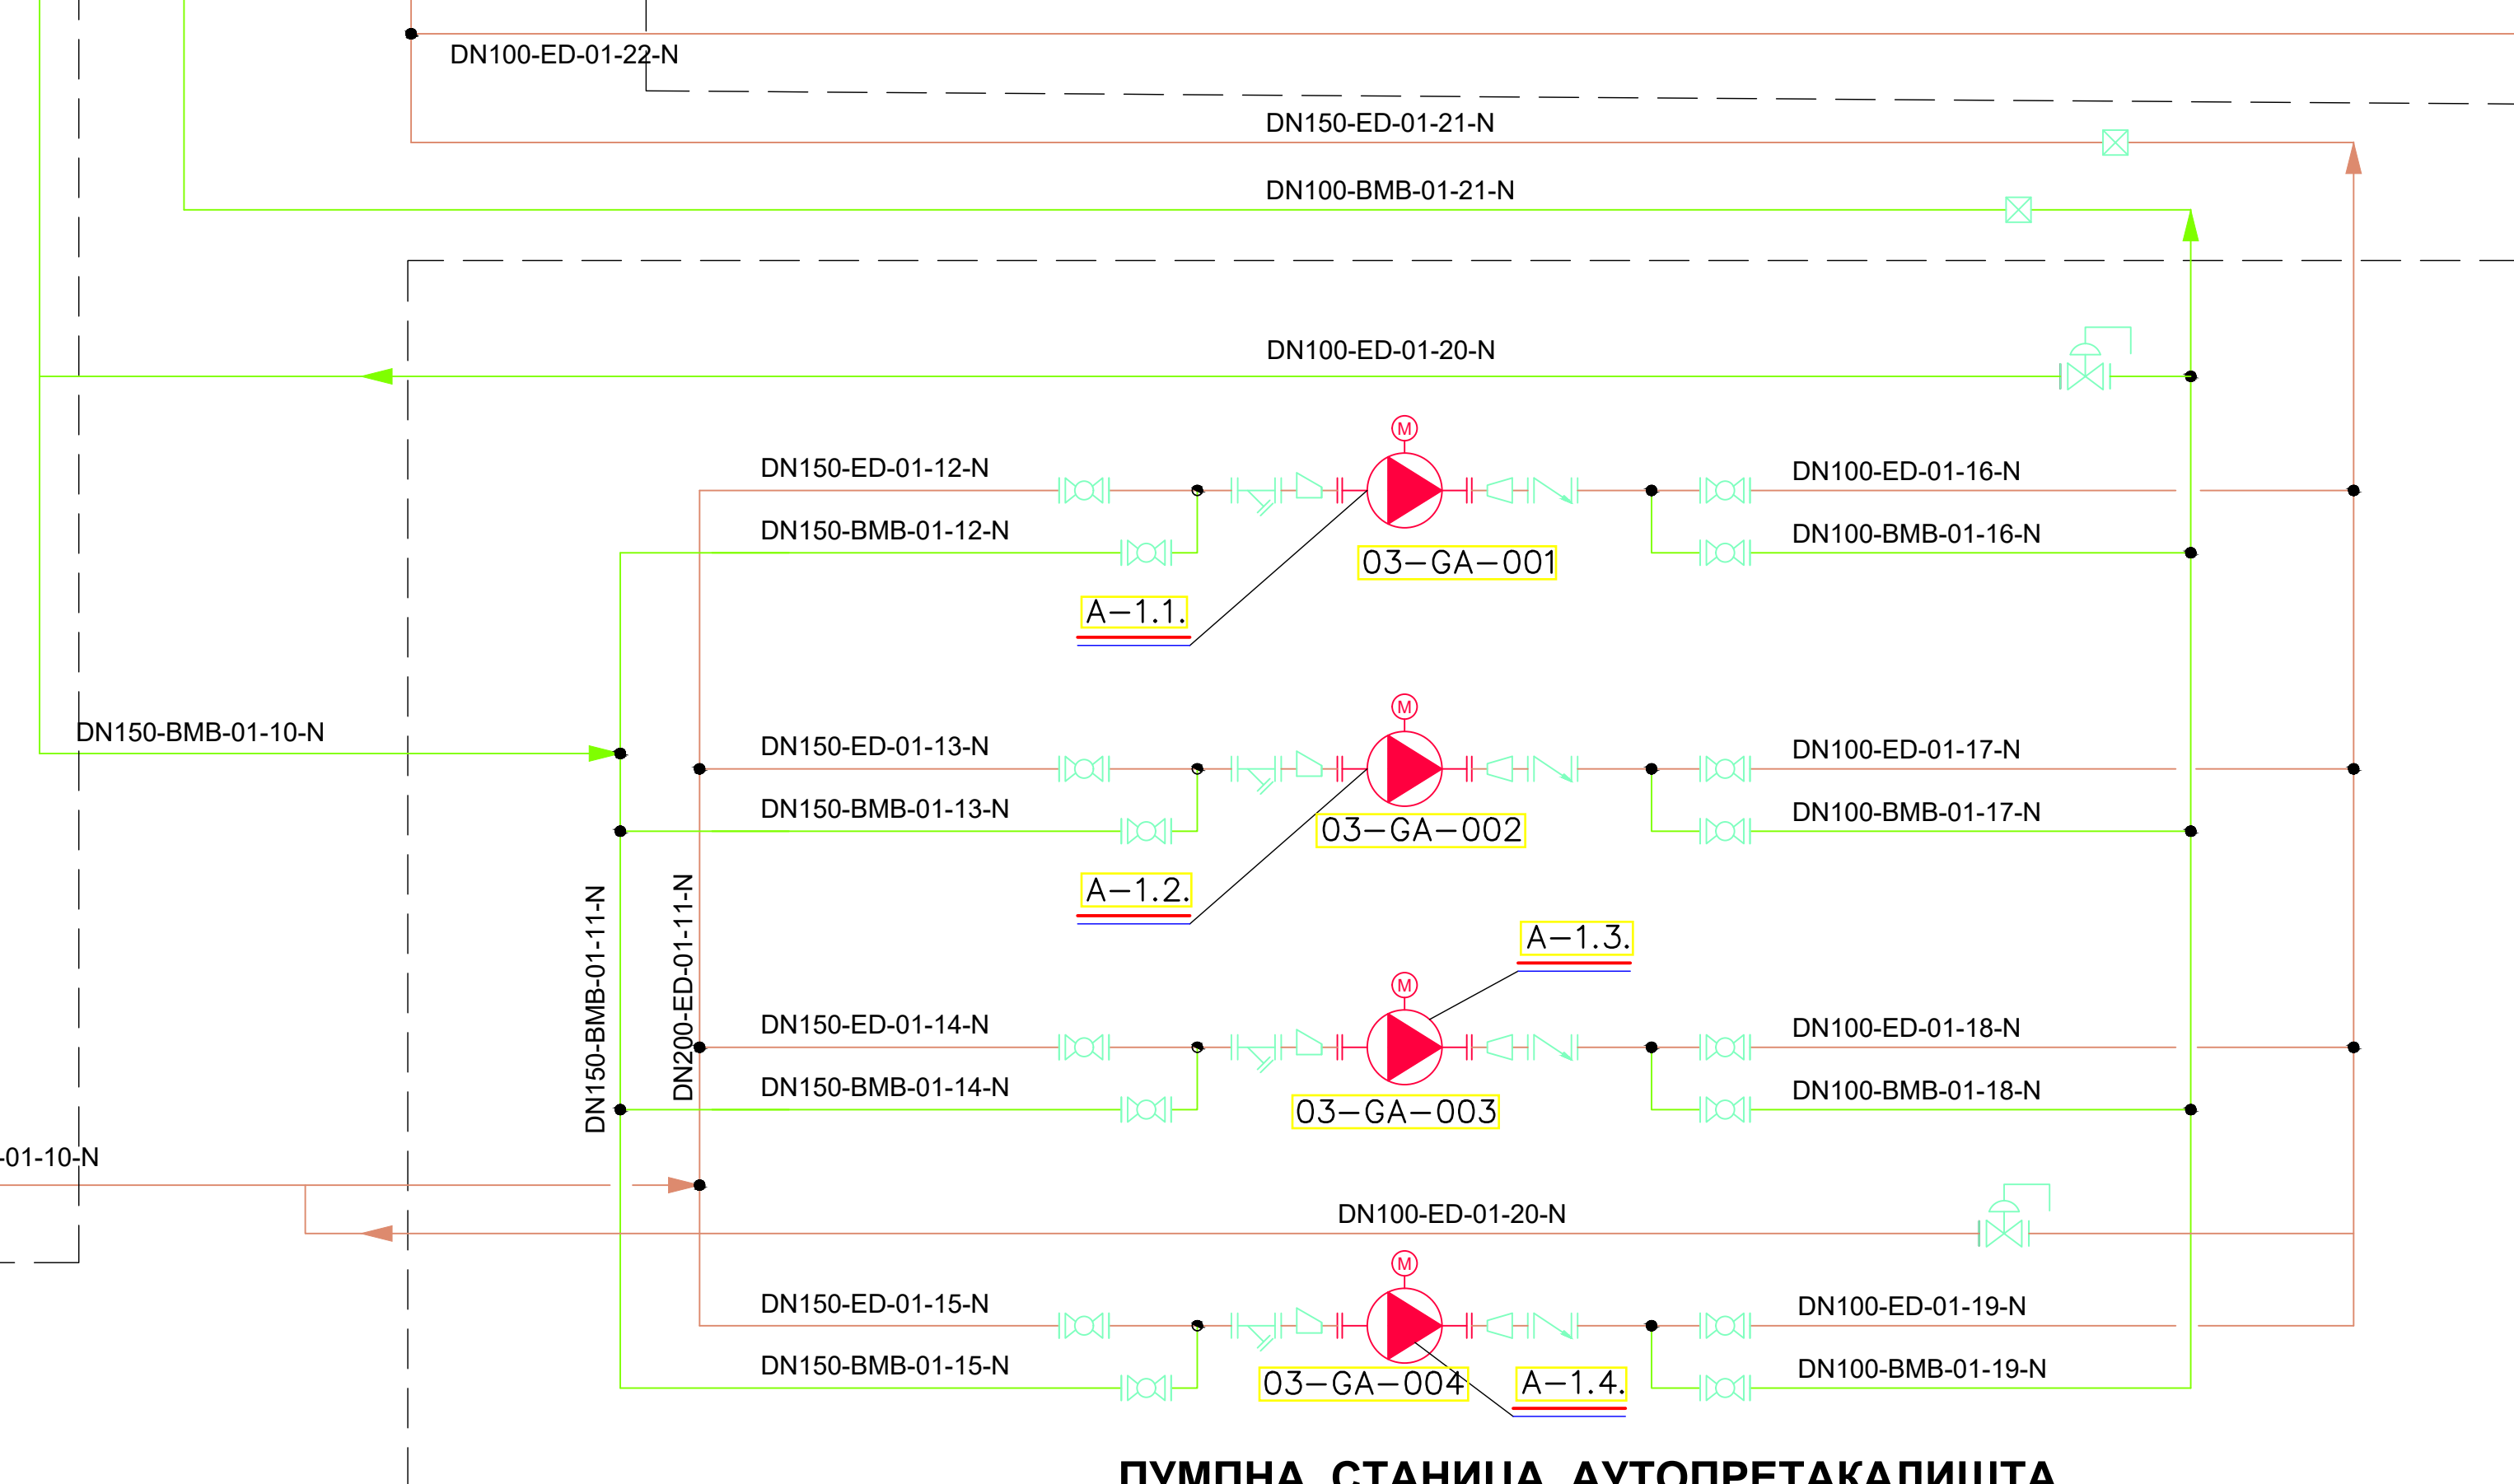 DN100-ED-01-22-N
DN150-ED-01-21-N
DN100-BMB-01-21-N
DN100-ED-01-20-N
M
DN150-ED-01-12-N
DN100-ED-01-16-N
DN150-BMB-01-12-N
DN100-BMB-01-16-N
03-GA-001
A-1.1.
M
DN150-BMB-01-10-N
DN150-ED-01-13-N
DN100-ED-01-17-N
DN150-BMB-01-13-N
DN100-BMB-01-17-N
03-GA-002
A-1.2.
DN150-BMB-01-11-N
DN200-ED-01-11-N
A-1.3.
M
DN150-ED-01-14-N
DN100-ED-01-18-N
DN150-BMB-01-14-N
DN100-BMB-01-18-N
03-GA-003
-01-10-N
DN100-ED-01-20-N
M
DN150-ED-01-15-N
DN100-ED-01-19-N
DN150-BMB-01-15-N
DN100-BMB-01-19-N
03-GA-004
A-1.4.
ПУМПНА СТАНИЦА АУТОПРЕТАКАЛИШТА